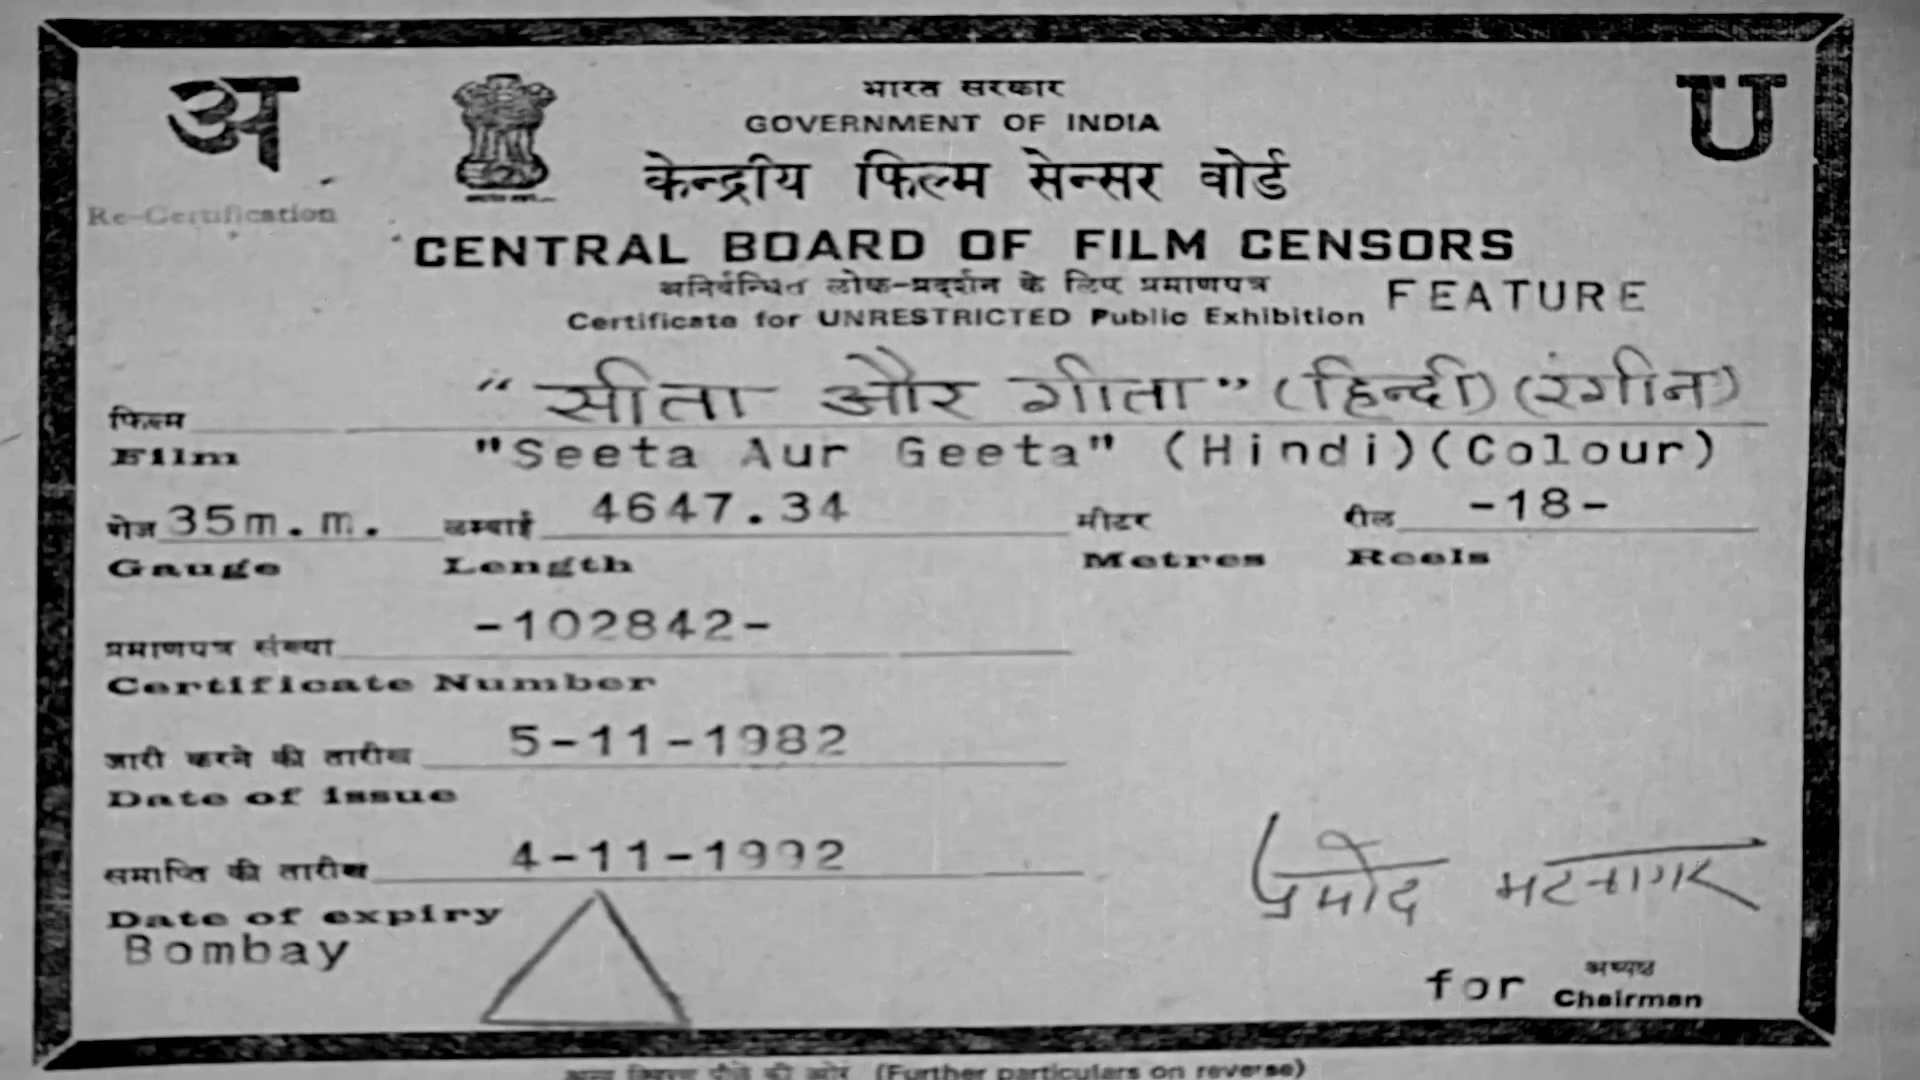 अ
U
भारत सरकार
GOVERNMENT OF INDIA
केन्द्रीय फिल्म सेन्सर बोर्ड
Re-Certification
CENTRAL BOARD OF FILM CENSORS
अनिर्बन्धित लोक-प्रदर्शन के लिए प्रमाणपत्र
FEATURE
Certificate for UNRESTRICTED Public Exhibition
फिल्म "सीता और गीता" (हिन्दी) (रंगीन)
Film "Seeta Aur Geeta" (Hindi)(Colour)
गेज 35m.m. लम्बाई 4647.34 मीटर रील -18-
Gauge Length Metres Reels
प्रमाणपत्र संख्या -102842-
Certificate Number
जारी करने की तारीख 5-11-1982
Date of issue
समाप्ति की तारीख 4-11-1992
Date of expiry
Bombay
प्रमोद भटनागर
for अध्यक्ष
Chairman
(Further particulars on reverse)